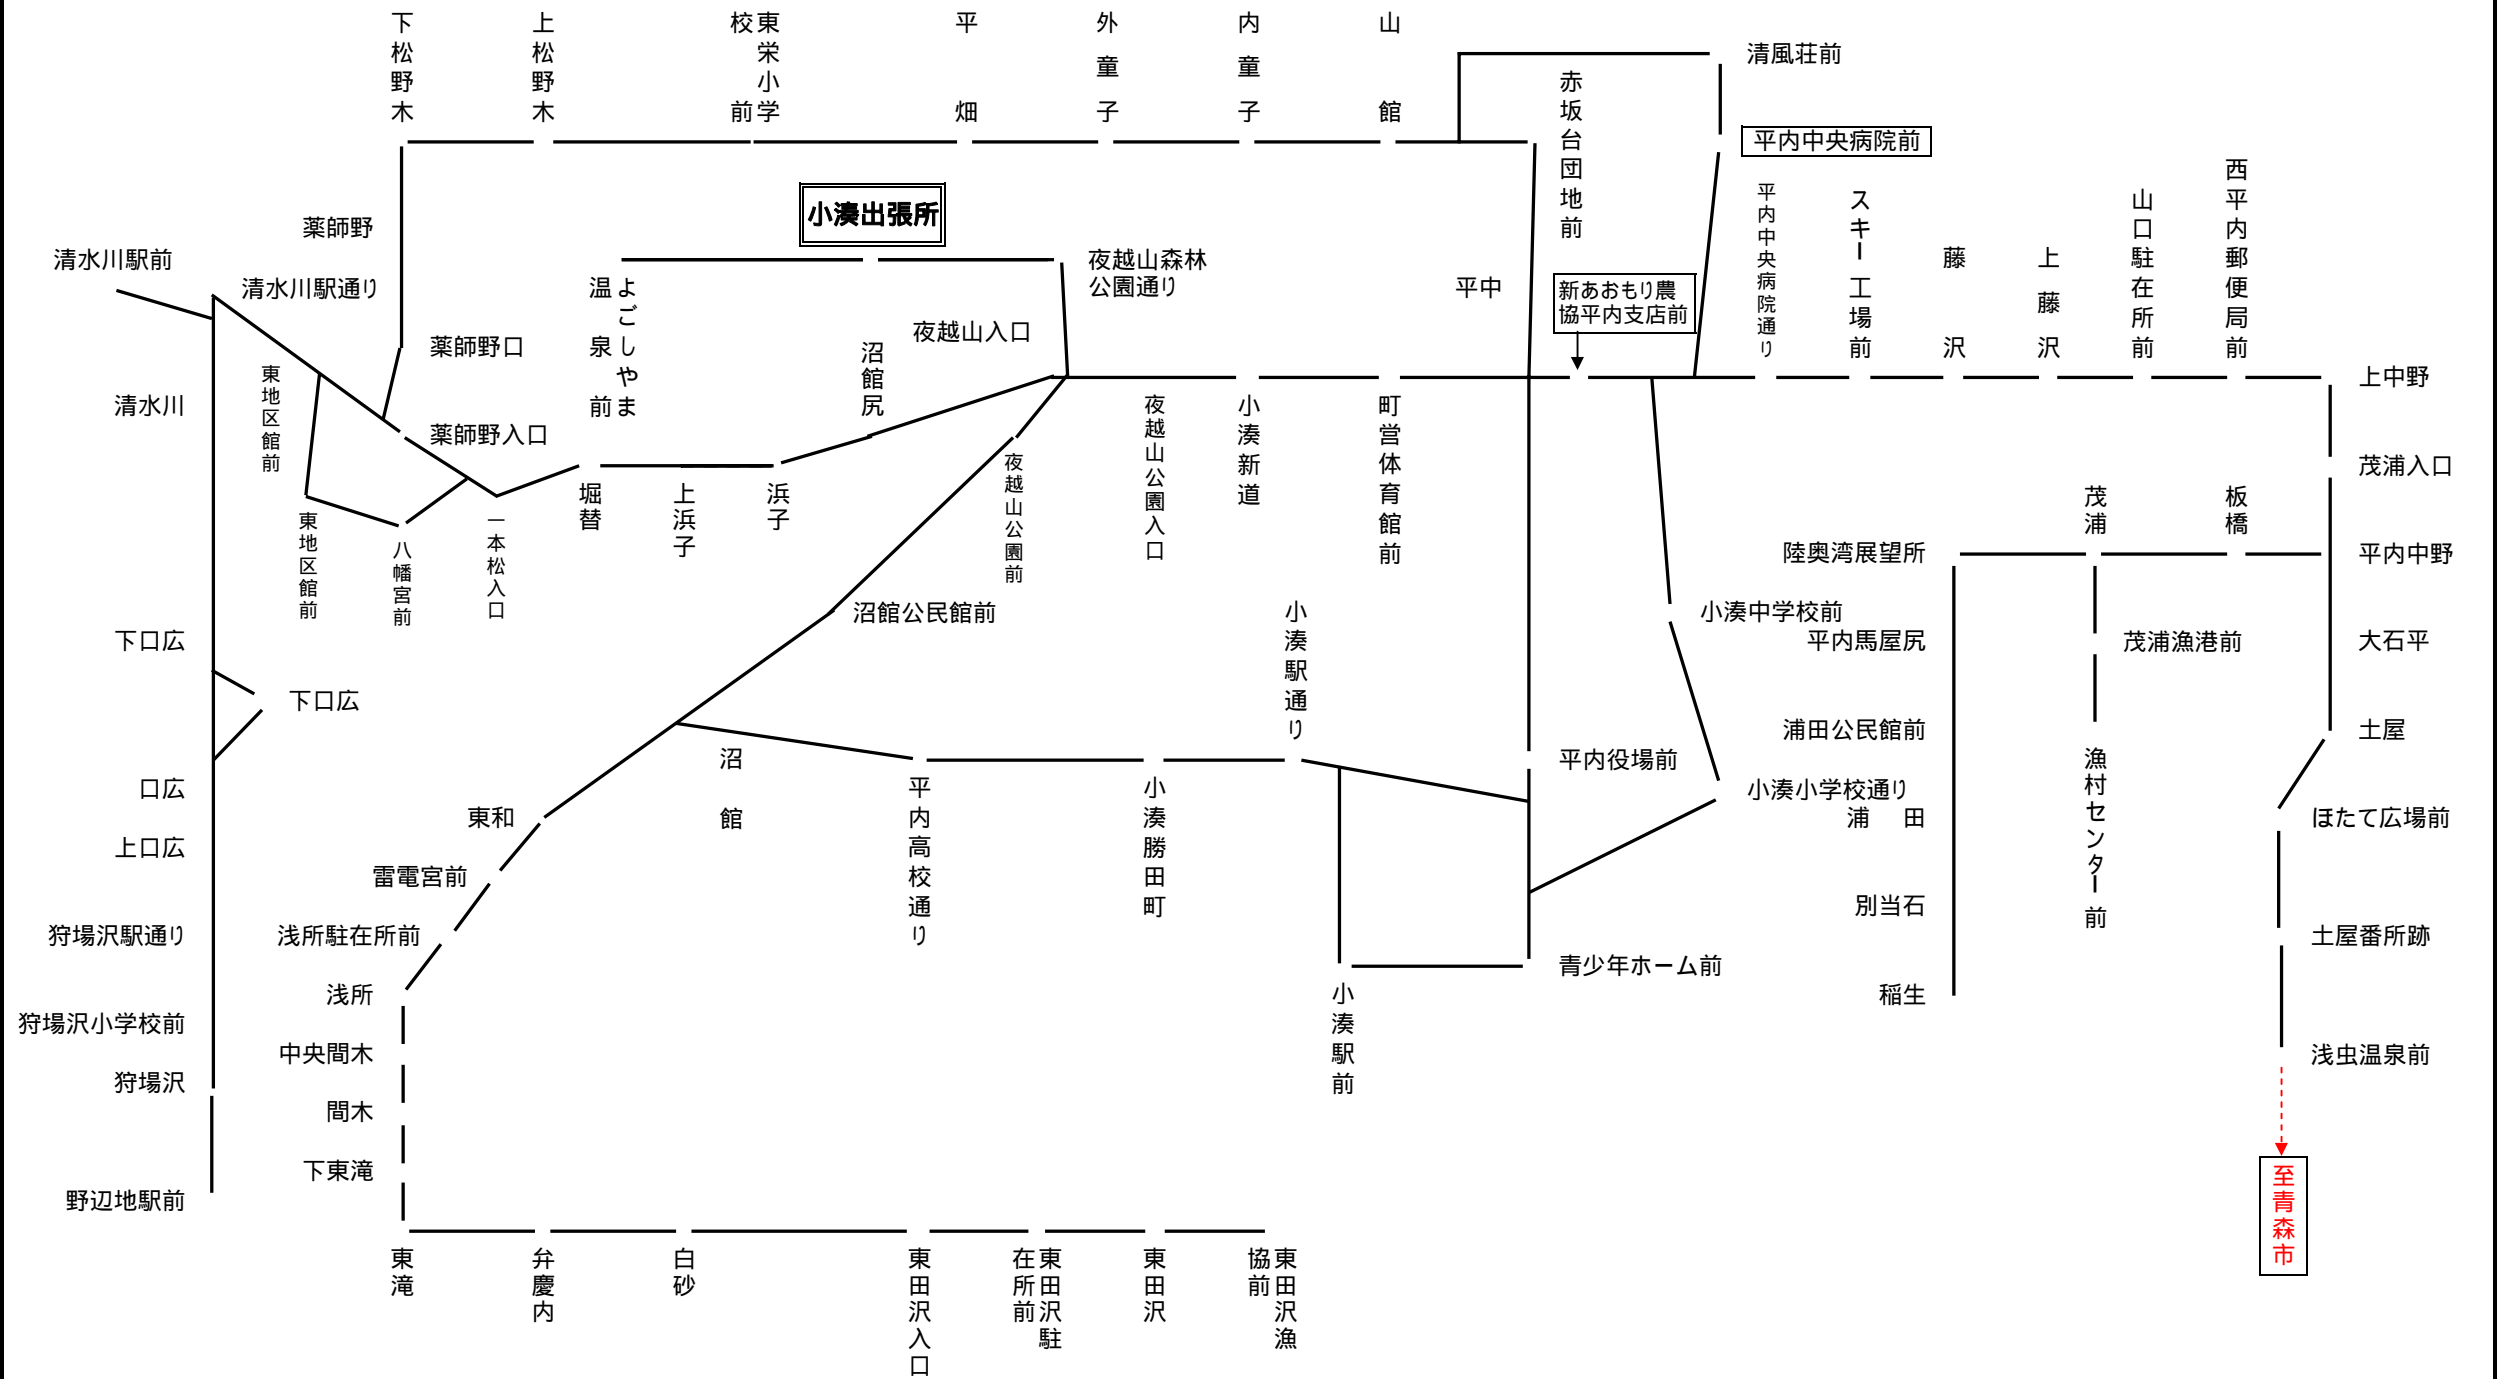 下松野木
上松野木
東栄小学
校前
平畑
外童子
内童子
山館
清風荘前
赤坂台団地前
平内中央病院前
小湊出張所
薬師野
清水川駅前
清水川駅通り
よごしやま
温泉前
夜越山森林
公園通り
平中
新あおもり農
協平内支店前
平内中央病院通り
スキー工場前
藤沢
上藤沢
山口駐在所前
西平内郵便局前
薬師野口
夜越山入口
沼館尻
東地区館前
清水川
薬師野入口
上中野
夜越山公園入口
小湊新道
町営体育館前
茂浦入口
堀替
上浜子
浜子
夜越山公園前
東地区館前
八幡宮前
一本松入口
茂浦
板橋
陸奥湾展望所
平内中野
沼館公民館前
小湊駅通り
小湊中学校前
下口広
平内馬屋尻
茂浦漁港前
大石平
下口広
浦田公民館前
土屋
沼館
平内役場前
漁村センター前
口広
平内高校通り
小湊勝田町
小湊小学校通り
東和
浦田
ほたて広場前
上口広
雷電宮前
別当石
狩場沢駅通り
浅所駐在所前
土屋番所跡
青少年ホーム前
浅所
小湊駅前
稲生
狩場沢小学校前
中央間木
浅虫温泉前
狩場沢
間木
下東滝
野辺地駅前
至青森市
東滝
弁慶内
白砂
東田沢入口
東田沢駐
在所前
東田沢
東田沢漁
協前